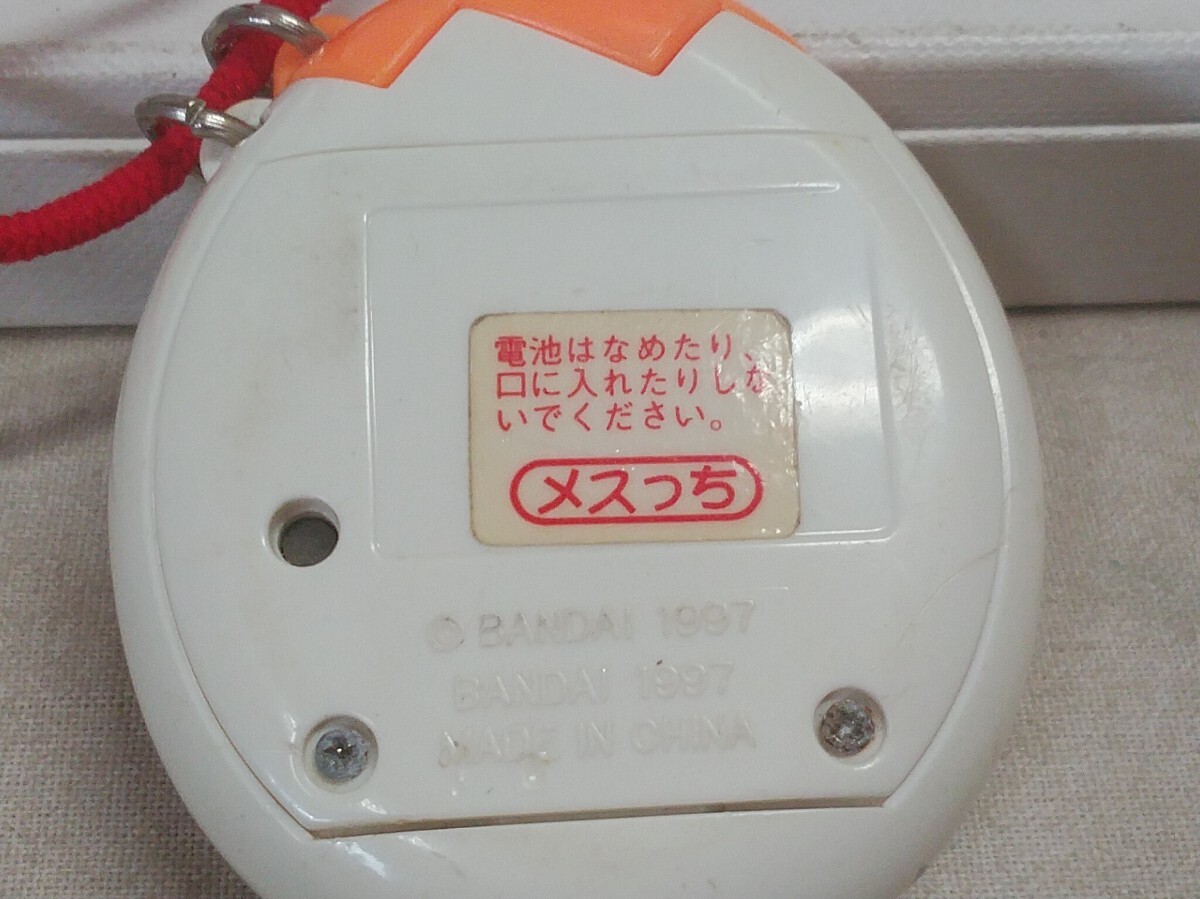 電池はなめたり、
口に入れたりしな
いでください。
メスっち
© BANDAI 1997
BANDAI 1997
MADE IN CHINA